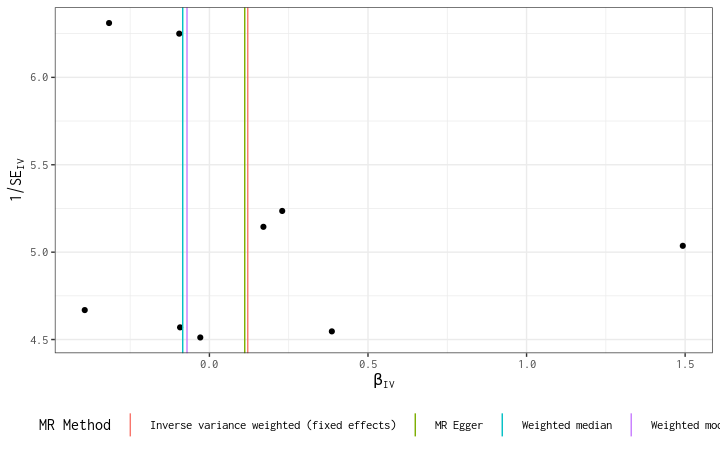 6.0
5.5
5.0
4.5
1/SE_IV
0.0 0.5 1.0 1.5
β_IV
MR Method Inverse variance weighted (fixed effects) MR Egger Weighted median Weighted